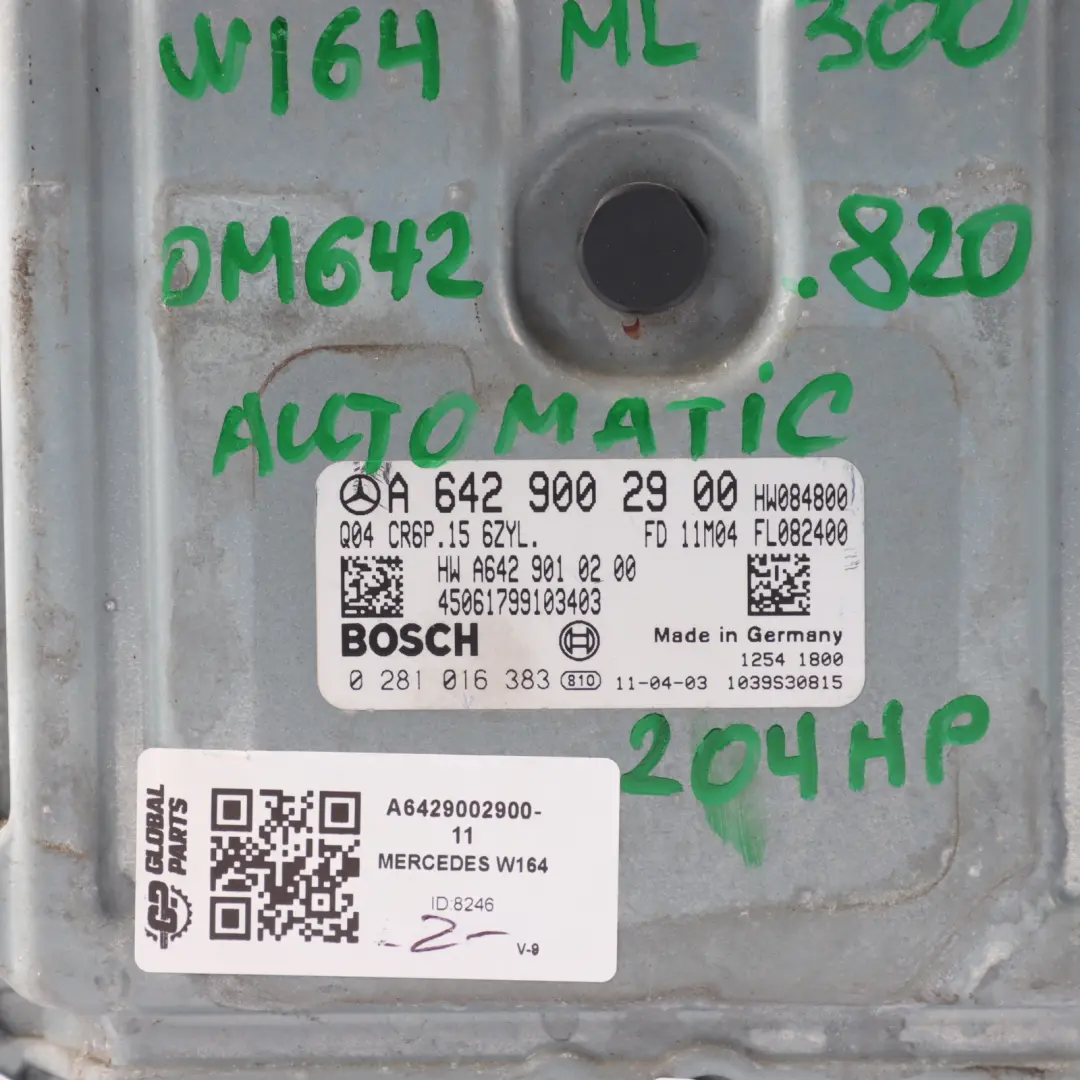 W164 ML 300
OM642 .820
AUTOMATIC
A 642 900 29 00 HW084800
Q04 CR6P.15 6ZYL. FD 11M04 FL082400
HW A642 901 02 00
45061799103403
BOSCH
Made in Germany
1254 1800
0 281 016 383 810 11-04-03 1039S30815
204HP
GP GLOBAL PARTS
A6429002900-
11
MERCEDES W164
ID:8246
-2-
V-9